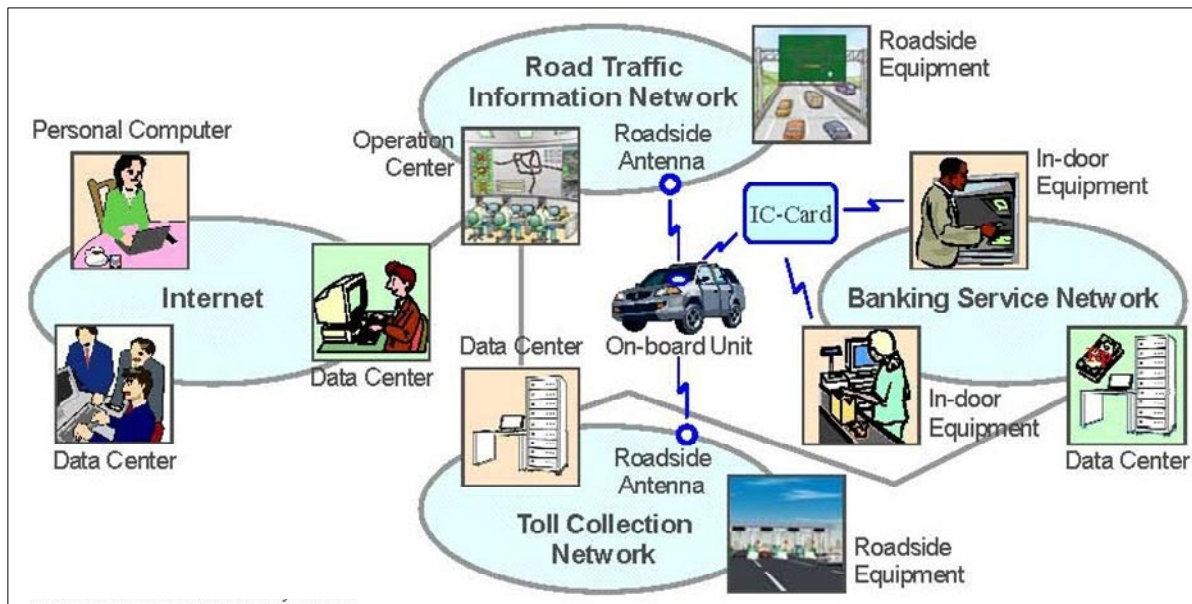 Road Traffic
Information Network
Roadside
Equipment
Personal Computer
Operation
Center
Roadside
Antenna
In-door
Equipment
IC-Card
Internet
Banking Service Network
Data Center
Data Center
On-board Unit
In-door
Equipment
Data Center
Data Center
Roadside
Antenna
Toll Collection
Network
Roadside
Equipment